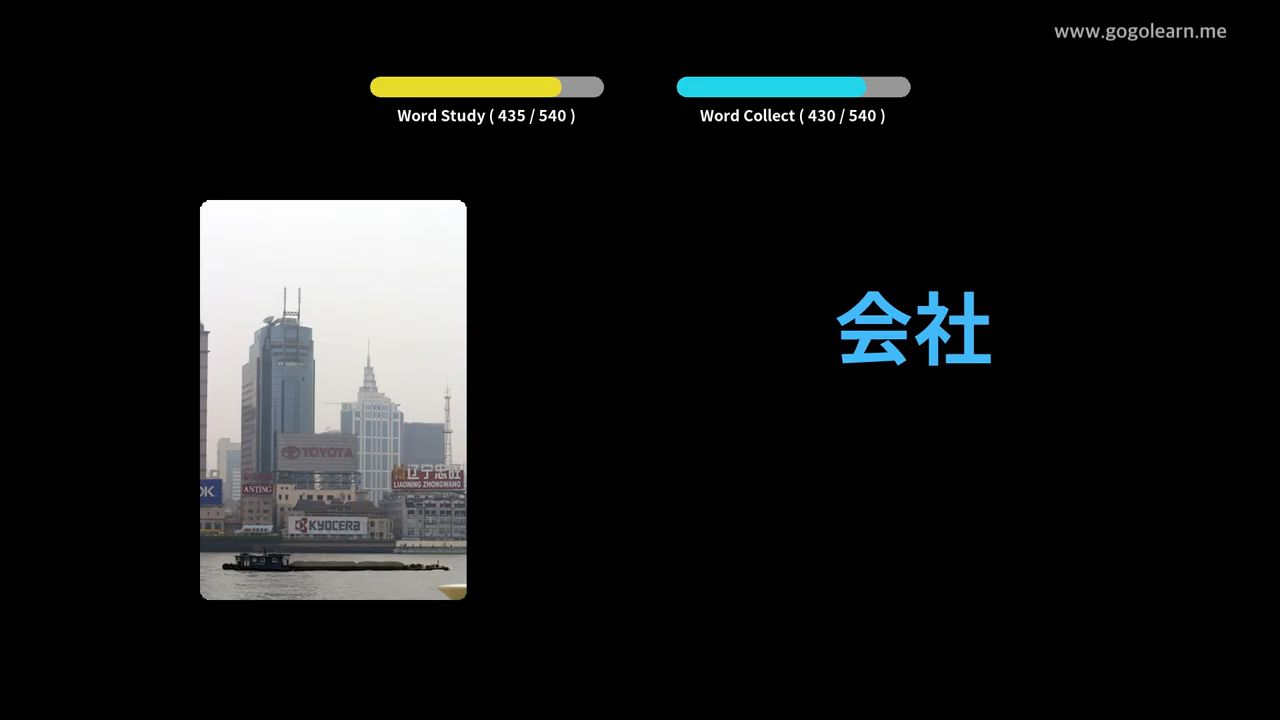 www.gogolearn.me
Word Study ( 435 / 540 )
Word Collect ( 430 / 540 )
会社
TOYOTA
辽宁忠旺
LIAONING ZHONGWANG
ANTING
KYOCERA